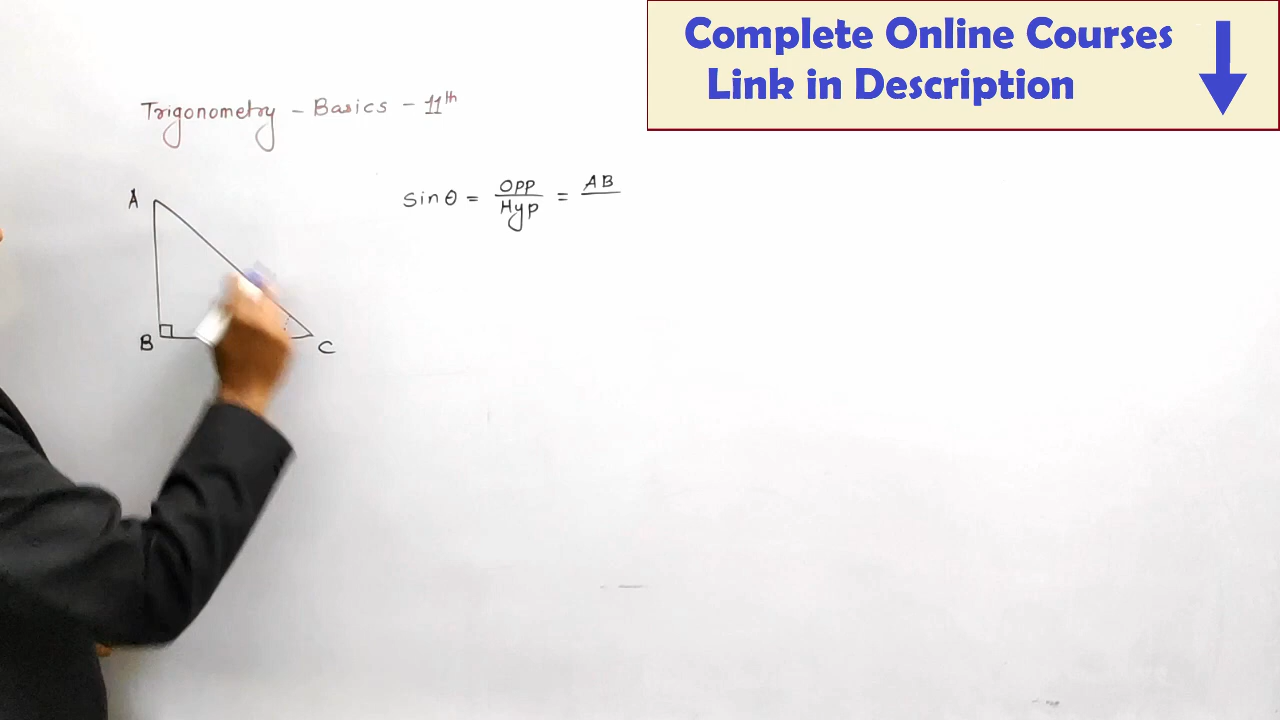 Complete Online Courses
Link in Description
Trigonometry - Basics - 11th
A
B
C
Sin θ = Opp/Hyp = AB/